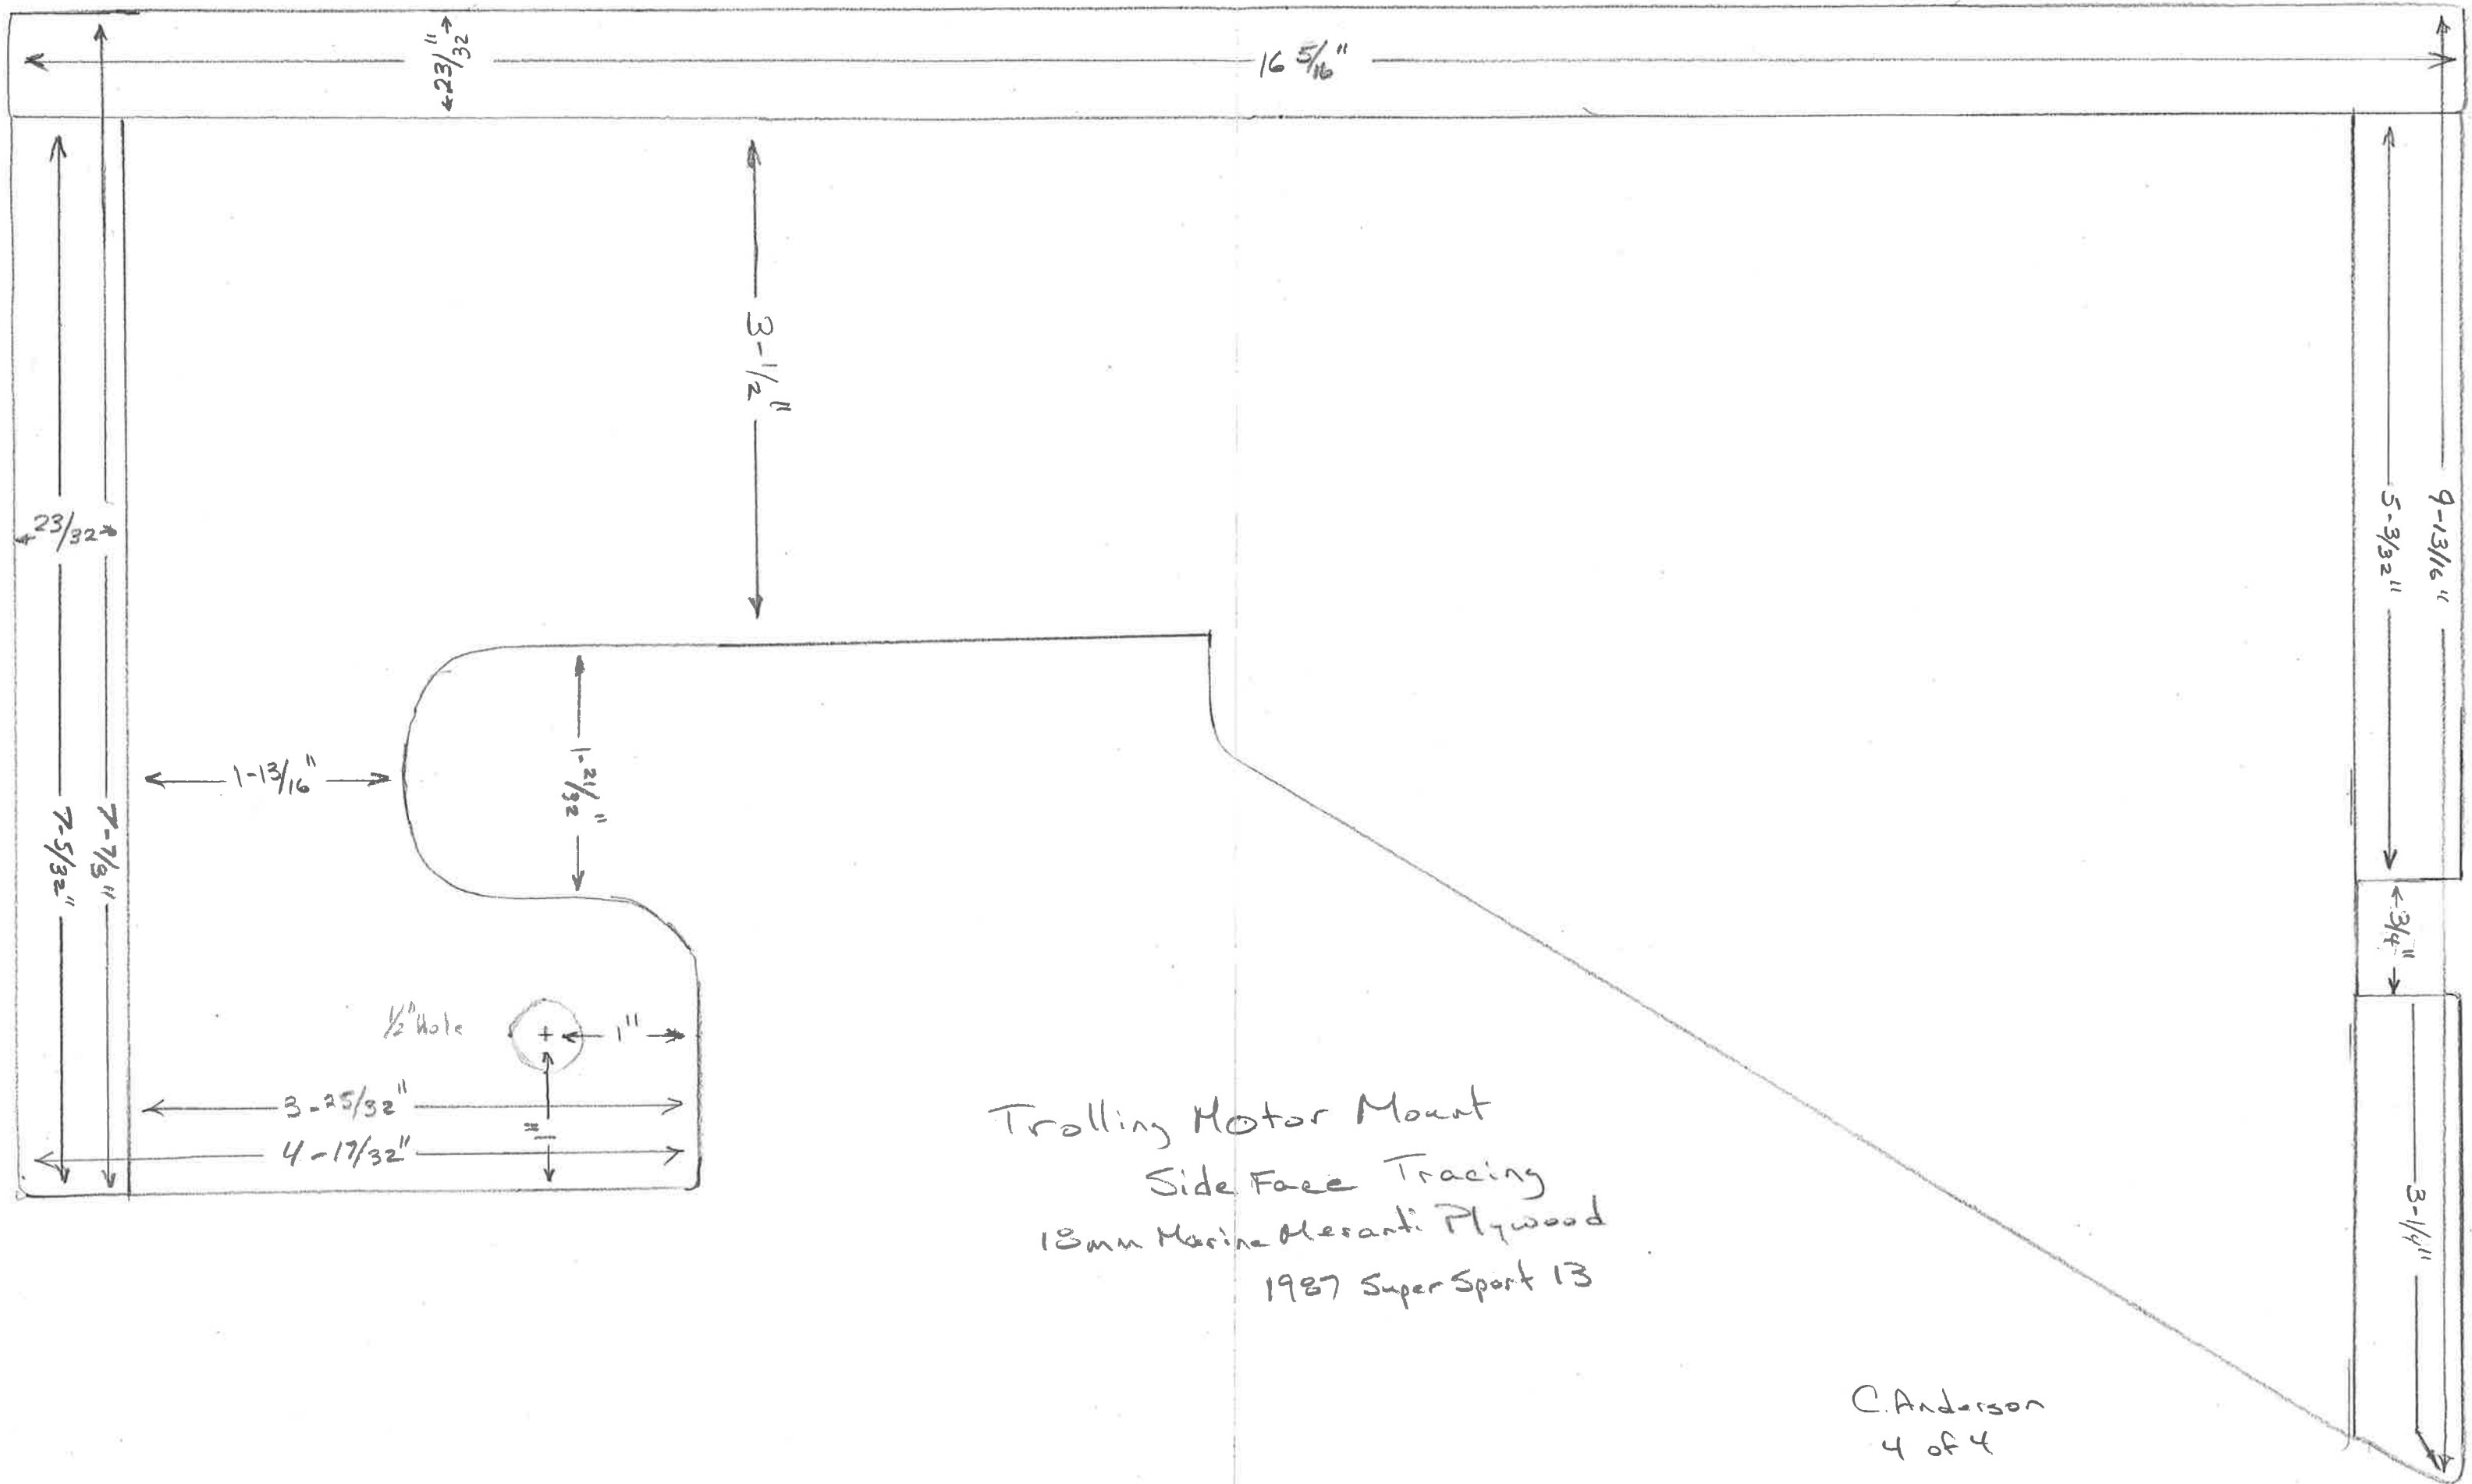 23/32"
16 5/16"
3-1/2"
23/32
5-3/32"
9-13/16"
1-13/16"
1-21/32"
7-5/32"
7-7/8"
3/4"
1/2" Hole
1"
3-25/32"
1"
4-17/32"
3-1/4"
Trolling Motor Mount
Side Face Tracing
18mm Marine Meranti Plywood
1987 Super Sport 13
C. Anderson
4 of 4